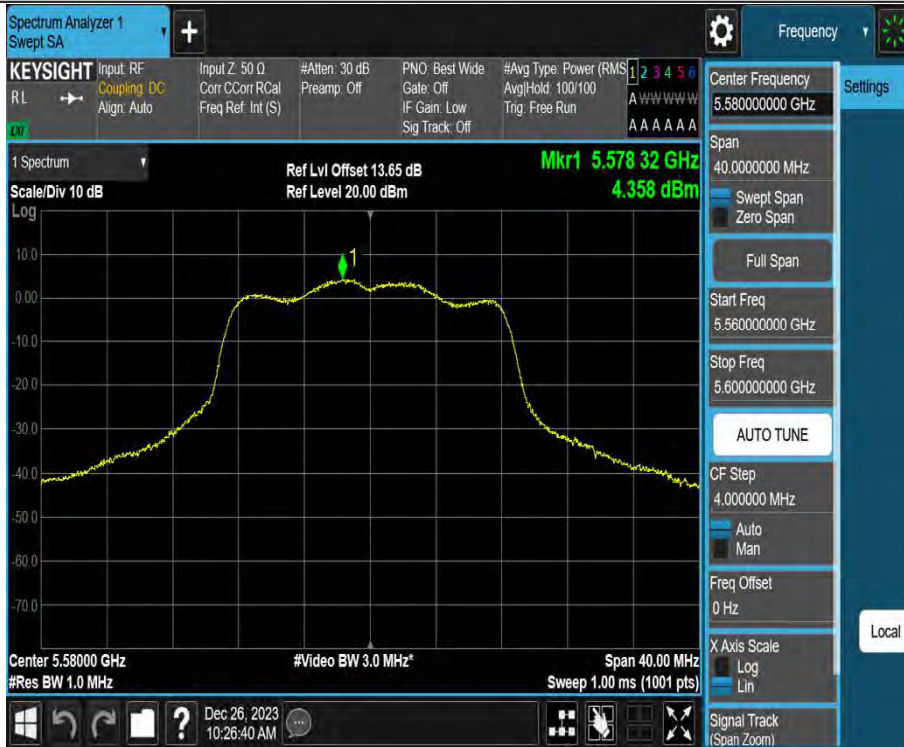 Spectrum Analyzer 1
Swept SA
+
Frequency
KEYSIGHT
RL
Input: RF
Coupling: DC
Align: Auto
Input Z: 50 Ω
Corr CCorr RCal
Freq Ref: Int (S)
#Atten: 30 dB
Preamp: Off
PNO: Best Wide
Gate: Off
IF Gain: Low
Sig Track: Off
#Avg Type: Power (RMS
Avg|Hold: 100/100
Trig: Free Run
1 2 3 4 5 6
A W W W W W
A A A A A A
1 Spectrum
Scale/Div 10 dB
Ref Lvl Offset 13.65 dB
Ref Level 20.00 dBm
Mkr1 5.578 32 GHz
4.358 dBm
Log
10.0
0.00
-10.0
-20.0
-30.0
-40.0
-50.0
-60.0
-70.0
1
Center 5.58000 GHz
#Video BW 3.0 MHz*
Span 40.00 MHz
#Res BW 1.0 MHz
Sweep 1.00 ms (1001 pts)
?
Dec 26, 2023
10:26:40 AM
Center Frequency
5.580000000 GHz
Span
40.0000000 MHz
Swept Span
Zero Span
Full Span
Start Freq
5.560000000 GHz
Stop Freq
5.600000000 GHz
AUTO TUNE
CF Step
4.000000 MHz
Auto
Man
Freq Offset
0 Hz
X Axis Scale
Log
Lin
Signal Track
(Span Zoom)
Settings
Local